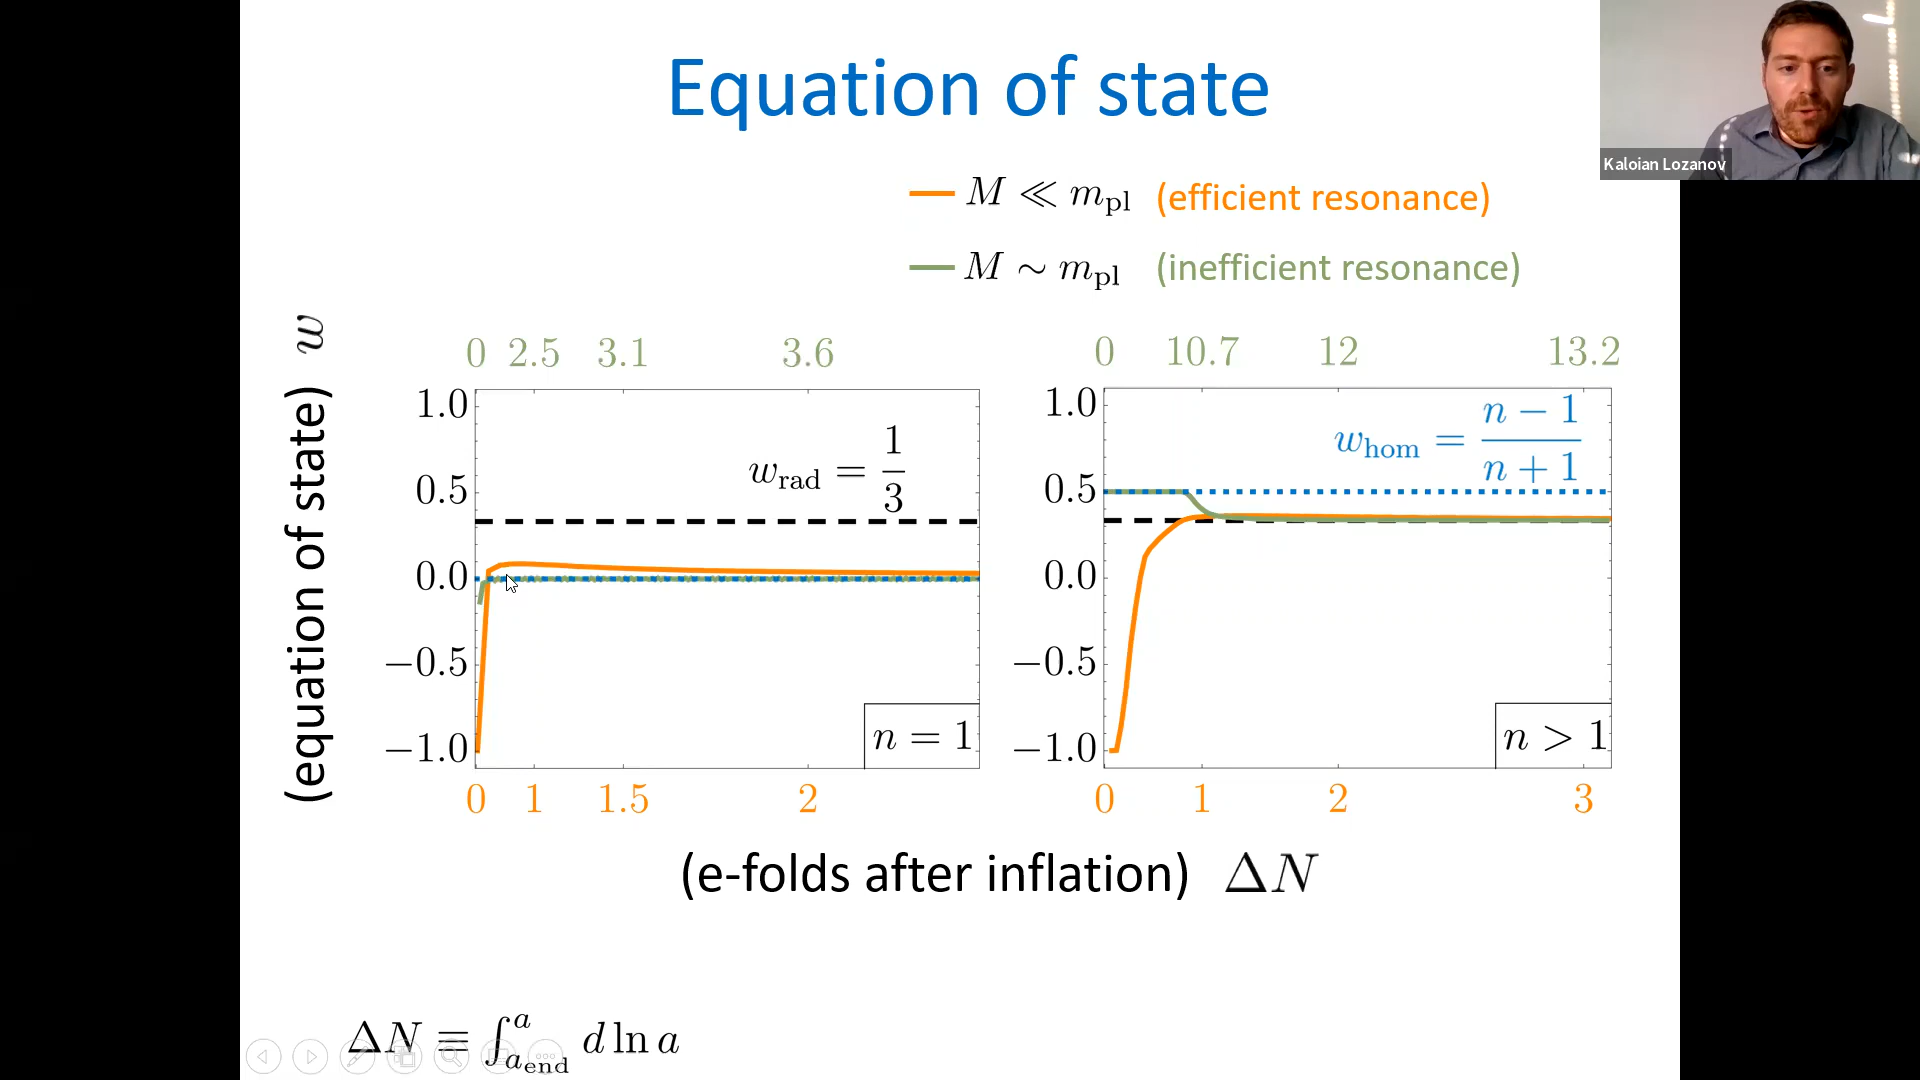 Equation of state
Kaloian Lozanov
M ≪ m_pl (efficient resonance)
M ∼ m_pl (inefficient resonance)
(equation of state) w
0 2.5 3.1 3.6
1.0
0.5
0.0
−0.5
−1.0
w_rad = 1/3
n = 1
0 1 1.5 2
0 10.7 12 13.2
1.0
0.5
0.0
−0.5
−1.0
w_hom = (n − 1)/(n + 1)
n > 1
0 1 2 3
(e-folds after inflation) ΔN
ΔN ≡ ∫_{a_end}^{a} d ln a